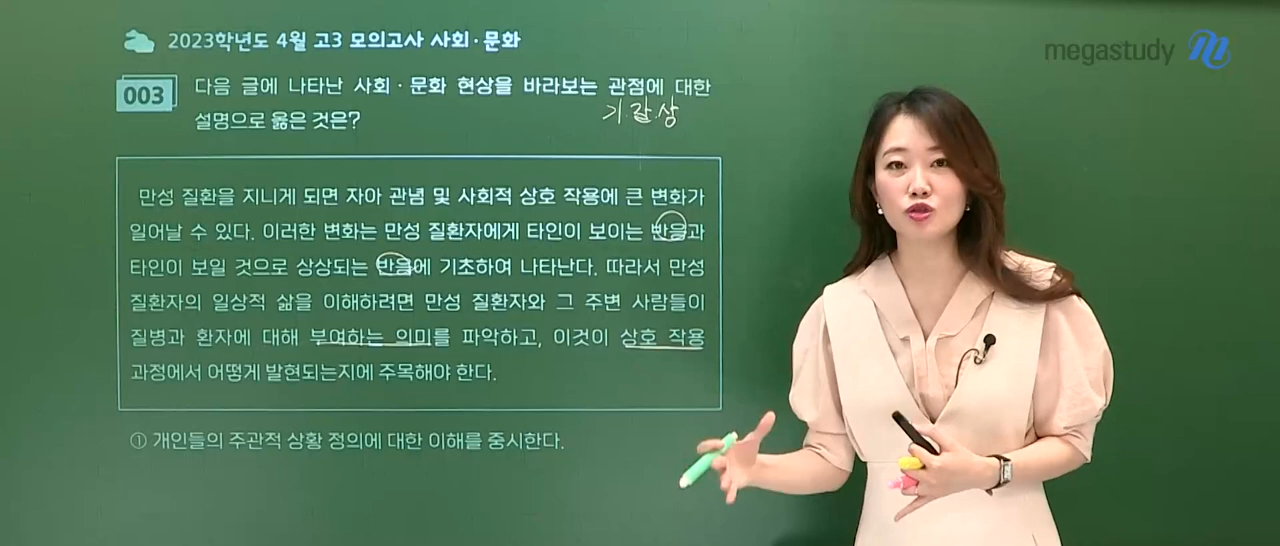 2023학년도 4월 고3 모의고사 사회·문화
megastudy
003
다음 글에 나타난 사회·문화 현상을 바라보는 관점에 대한
설명으로 옳은 것은?
기.갈.상
만성 질환을 지니게 되면 자아 관념 및 사회적 상호 작용에 큰 변화가
일어날 수 있다. 이러한 변화는 만성 질환자에게 타인이 보이는 반응과
타인이 보일 것으로 상상되는 반응에 기초하여 나타난다. 따라서 만성
질환자의 일상적 삶을 이해하려면 만성 질환자와 그 주변 사람들이
질병과 환자에 대해 부여하는 의미를 파악하고, 이것이 상호 작용
과정에서 어떻게 발현되는지에 주목해야 한다.
① 개인들의 주관적 상황 정의에 대한 이해를 중시한다.